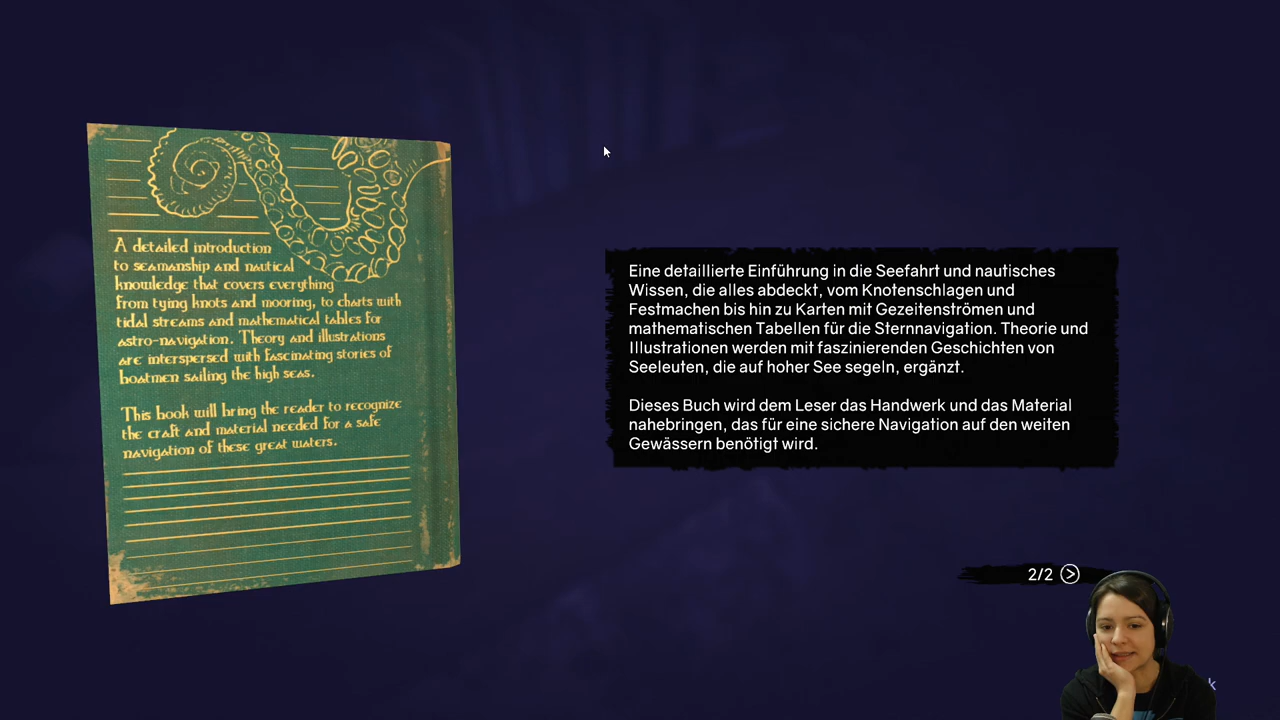 A detailed introduction
to seamanship and nautical
knowledge that covers everything
from tying knots and mooring, to charts with
tidal streams and mathematical tables for
astro-navigation. Theory and illustrations
are interspersed with fascinating stories of
boatmen sailing the high seas.
This book will bring the reader to recognize
the craft and material needed for a safe
navigation of these great waters.
Eine detaillierte Einführung in die Seefahrt und nautisches
Wissen, die alles abdeckt, vom Knotenschlagen und
Festmachen bis hin zu Karten mit Gezeitenströmen und
mathematischen Tabellen für die Sternnavigation. Theorie und
Illustrationen werden mit faszinierenden Geschichten von
Seeleuten, die auf hoher See segeln, ergänzt.
Dieses Buch wird dem Leser das Handwerk und das Material
nahebringen, das für eine sichere Navigation auf den weiten
Gewässern benötigt wird.
2/2